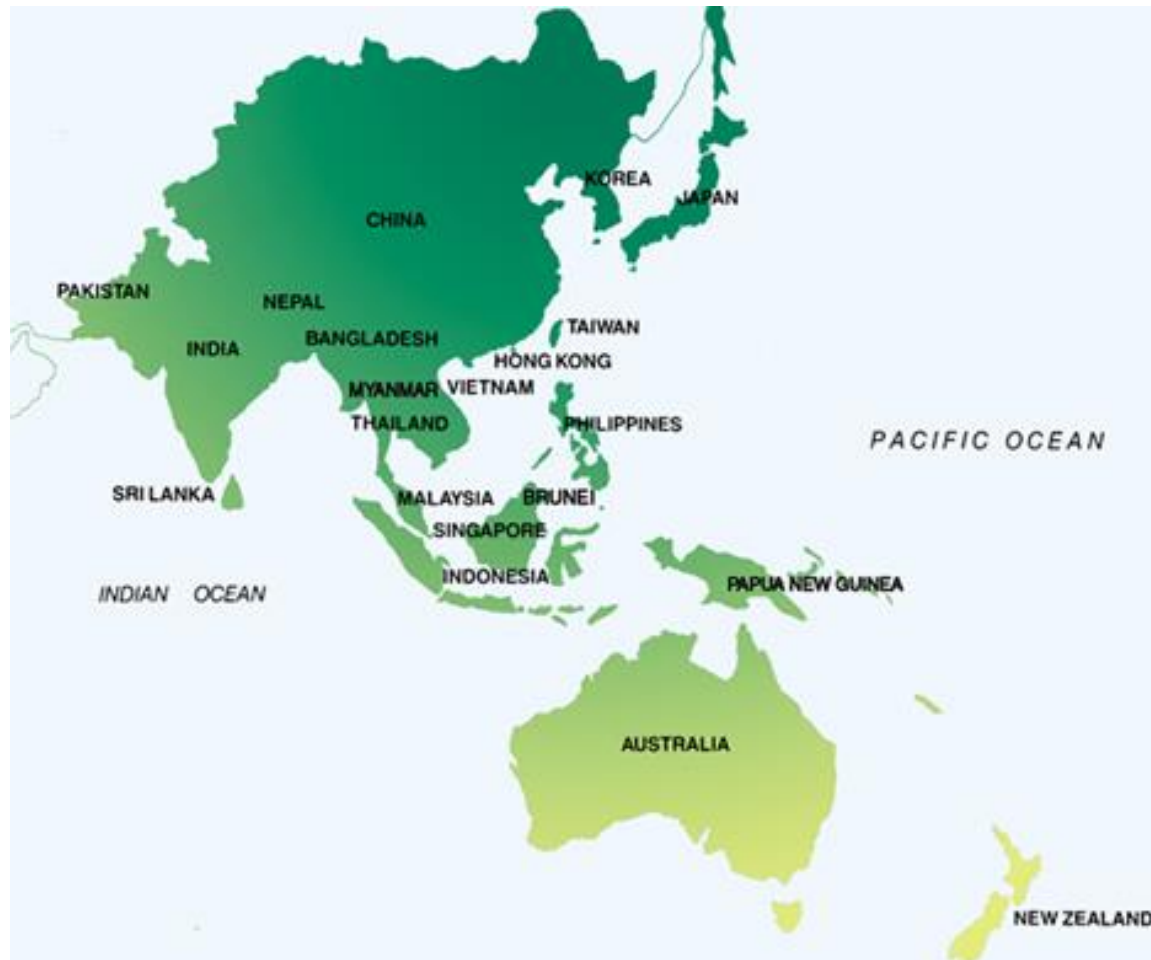 KOREA
JAPAN
CHINA
PAKISTAN
NEPAL
TAIWAN
BANGLADESH
INDIA
HONG KONG
MYANMAR
VIETNAM
THAILAND
PHILIPPINES
PACIFIC OCEAN
SRI LANKA
MALAYSIA
BRUNEI
SINGAPORE
INDONESIA
PAPUA NEW GUINEA
INDIAN OCEAN
AUSTRALIA
NEW ZEALAND